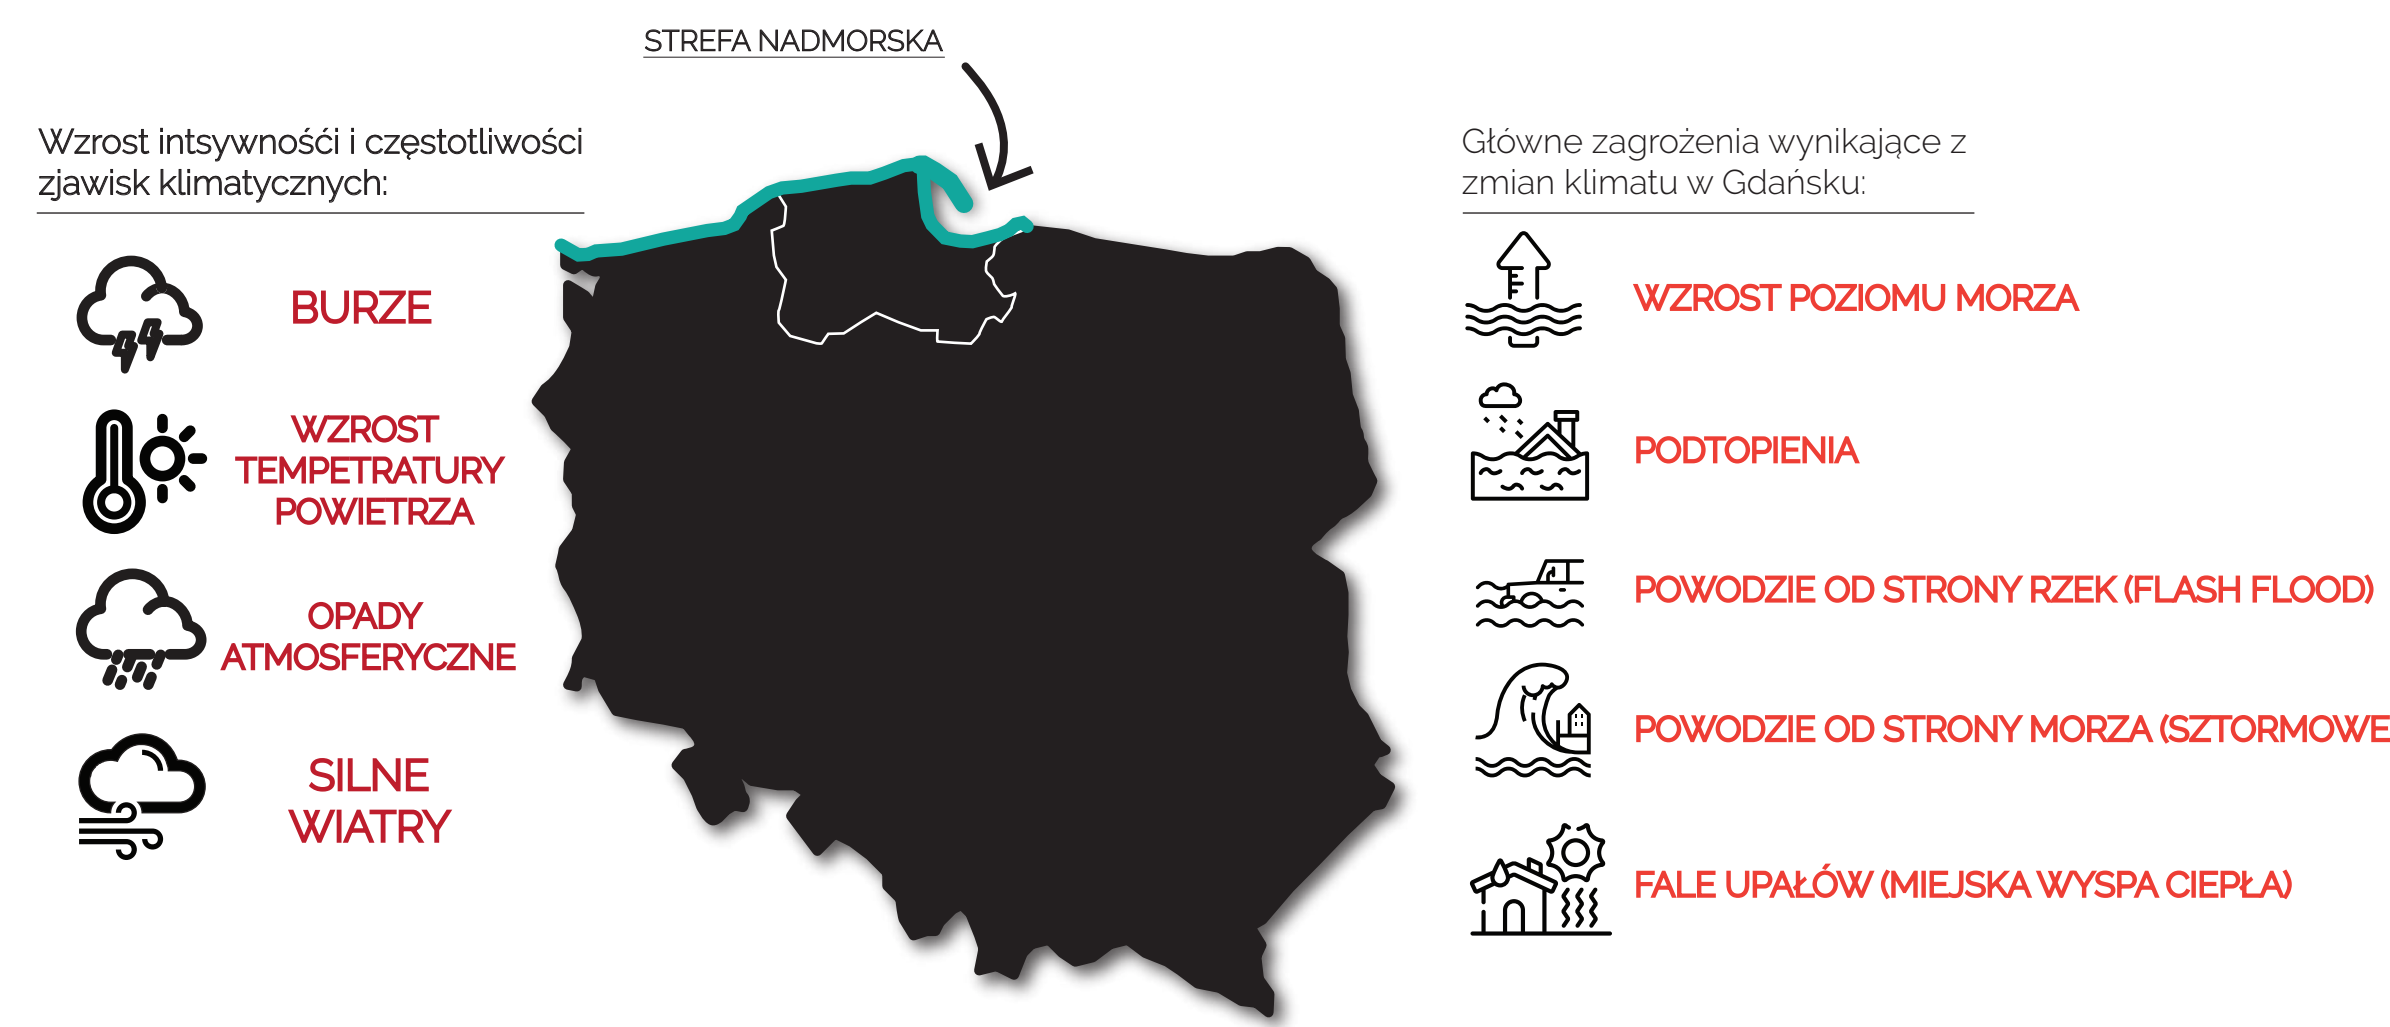 STREFA NADMORSKA
Wzrost intsywnośći i częstotliwości
zjawisk klimatycznych:
BURZE
WZROST
TEMPETRATURY
POWIETRZA
OPADY
ATMOSFERYCZNE
SILNE
WIATRY
Główne zagrożenia wynikające z
zmian klimatu w Gdańsku:
WZROST POZIOMU MORZA
PODTOPIENIA
POWODZIE OD STRONY RZEK (FLASH FLOOD)
POWODZIE OD STRONY MORZA (SZTORMOWE
FALE UPAŁÓW (MIEJSKA WYSPA CIEPŁA)